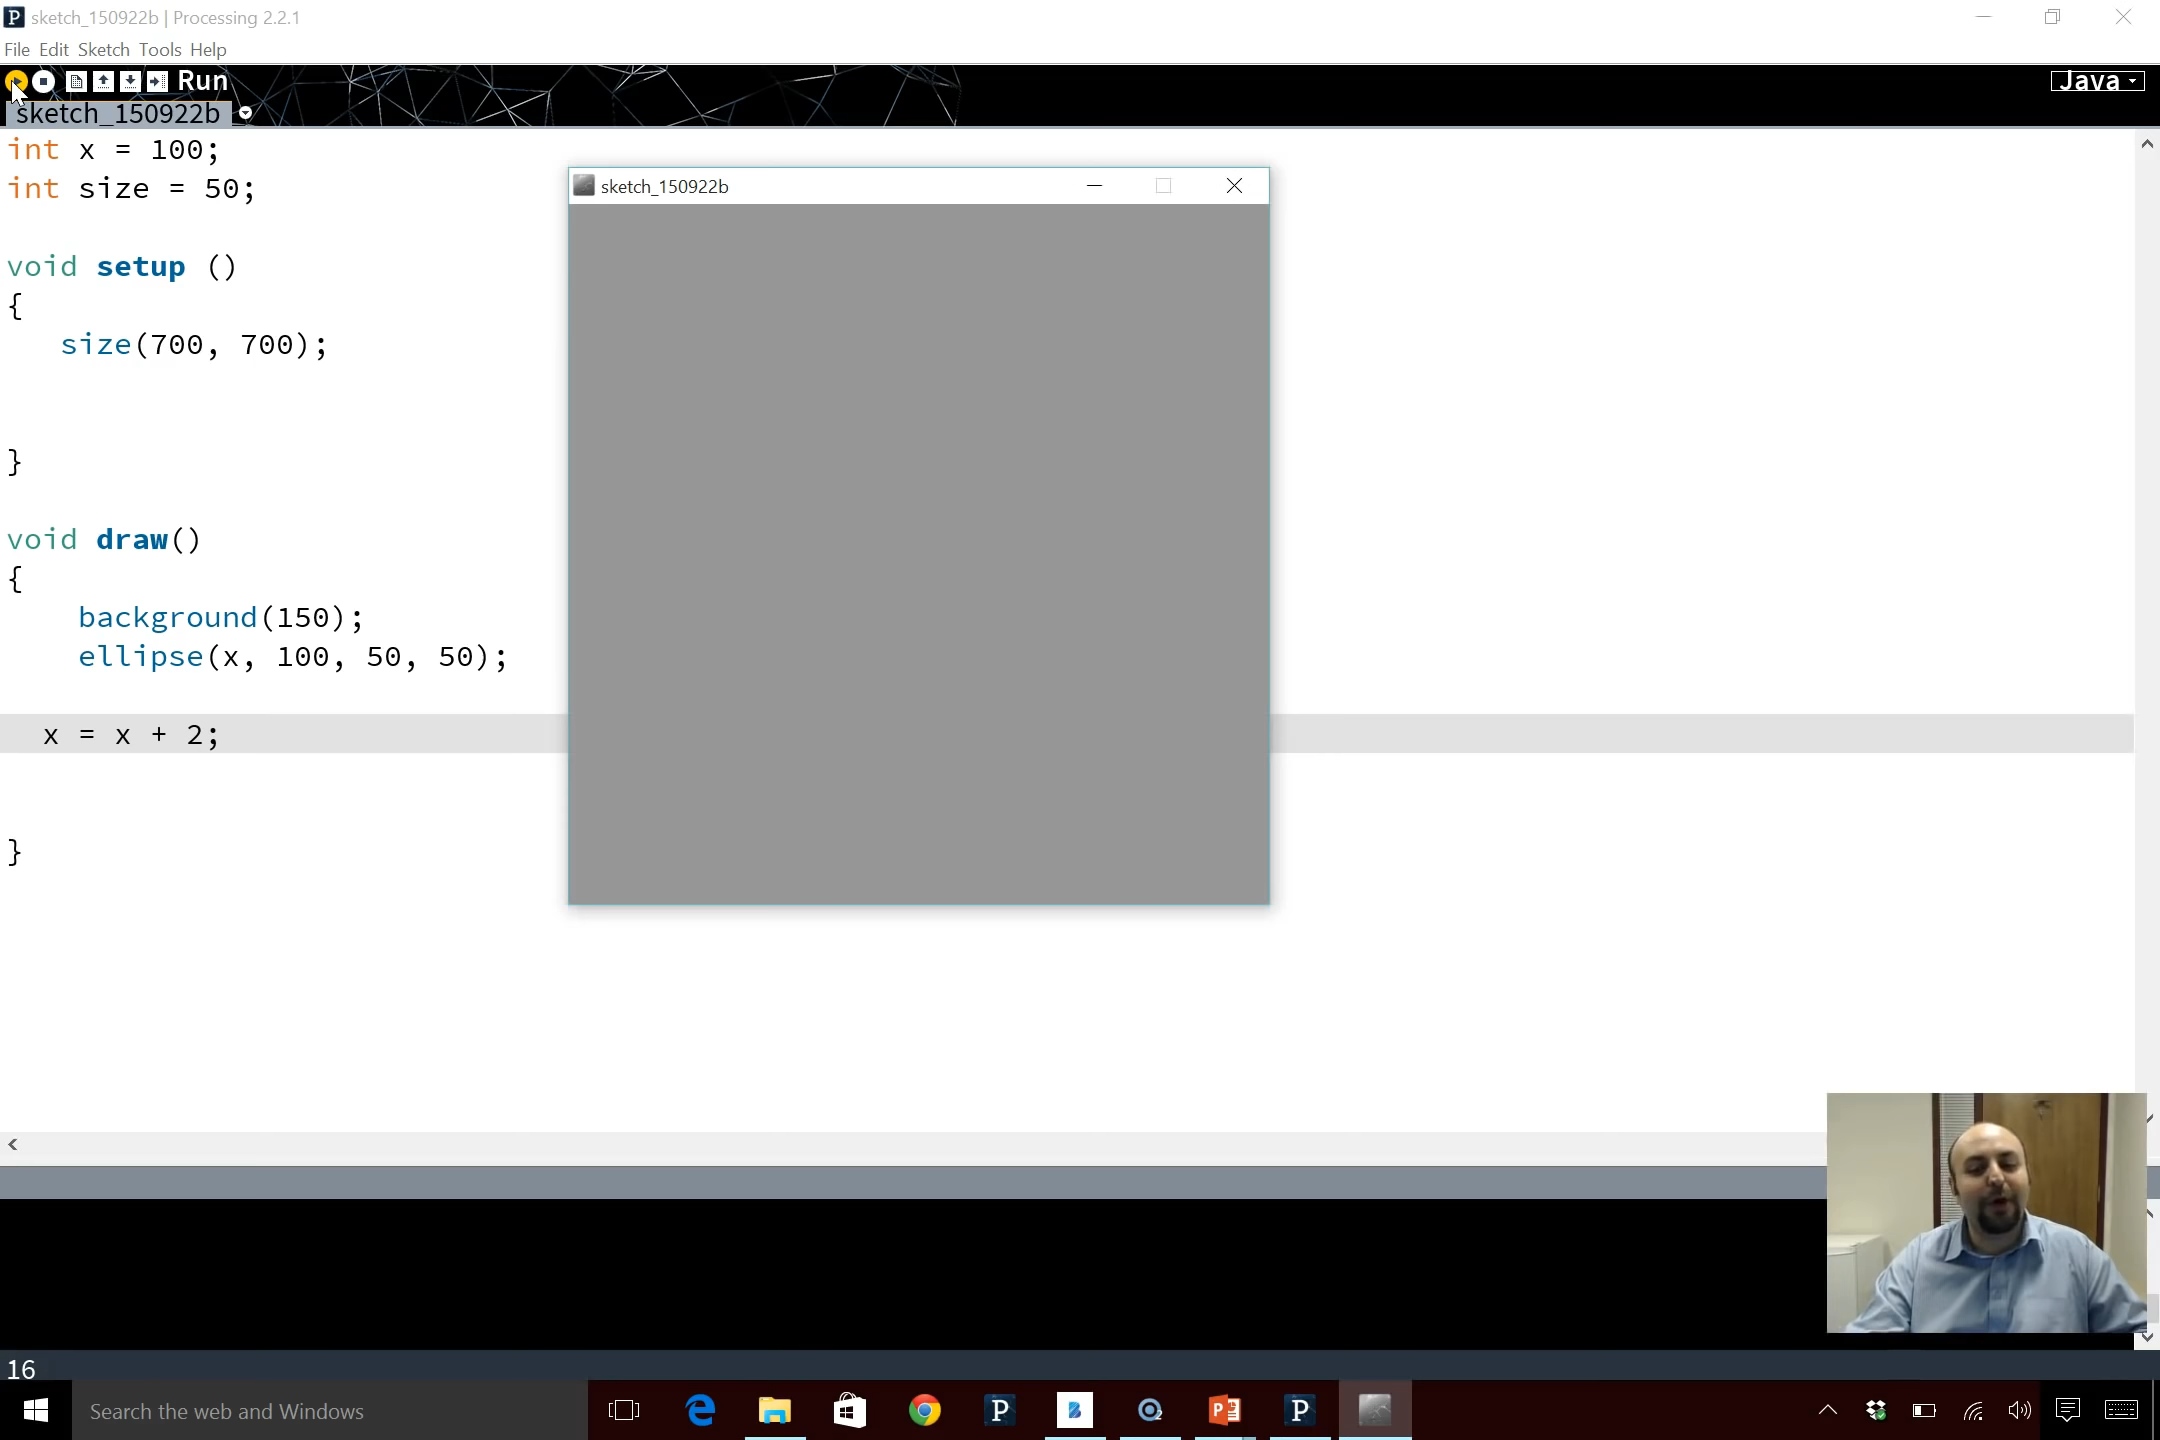 sketch_150922b | Processing 2.2.1
File Edit Sketch Tools Help
Run
Java
sketch_150922b
int x = 100;
int size = 50;
void setup ()
{
size(700, 700);
}
void draw()
{
background(150);
ellipse(x, 100, 50, 50);
x = x + 2;
}
sketch_150922b
16
Search the web and Windows